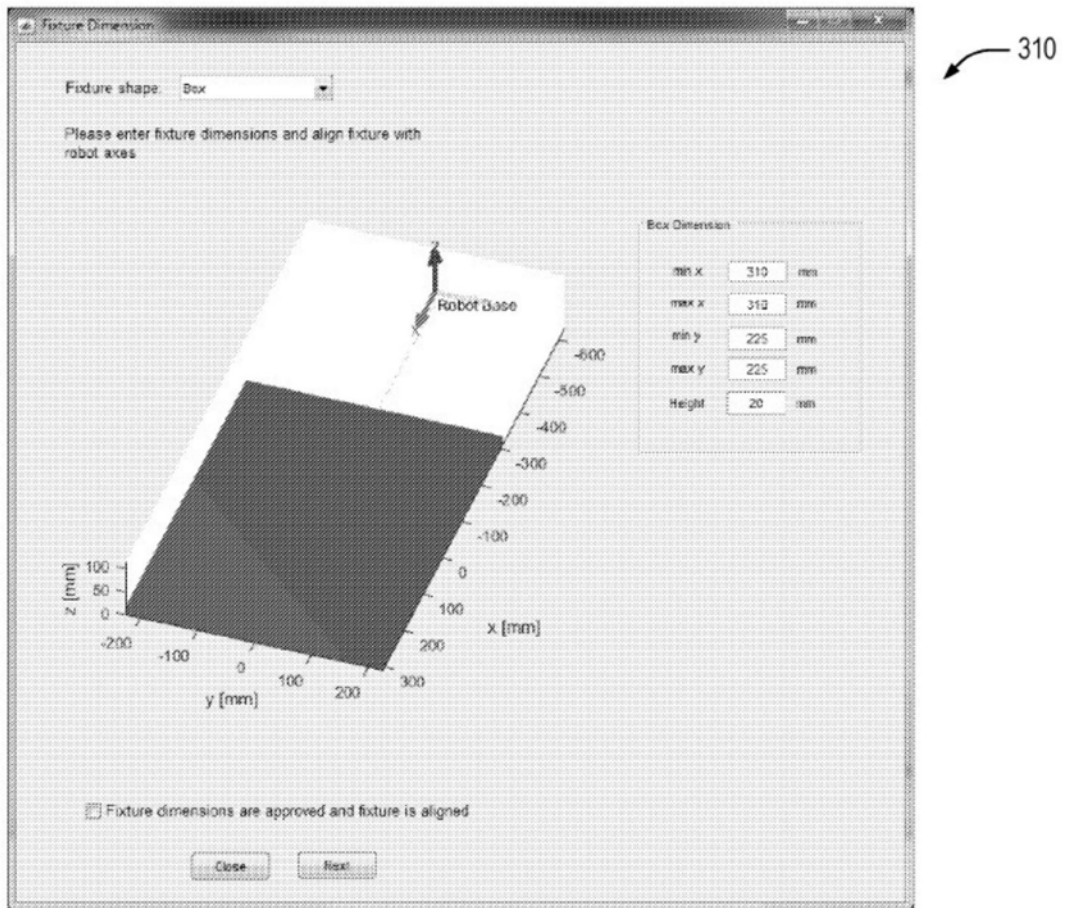 Fixture Dimension
310
Fixture shape: Box
Please enter fixture dimensions and align fixture with
robot axes
Box Dimension
min x 310 mm
max x 310 mm
min y 225 mm
max y 225 mm
Height 20 mm
Z
Robot Base
X
-600
-500
-400
-300
-200
-100
0
100
200
300
x [mm]
100
50
0
z [mm]
-200
-100
0
100
200
y [mm]
Fixture dimensions are approved and fixture is aligned
Close Next